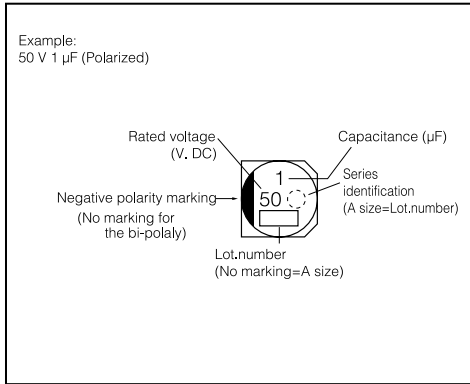 Example:
50 V 1 µF (Polarized)
Rated voltage
(V. DC)
Capacitance (µF)
1
50
Series
identification
(A size=Lot.number)
Negative polarity marking
(No marking for
the bi-polaly)
Lot.number
(No marking=A size)